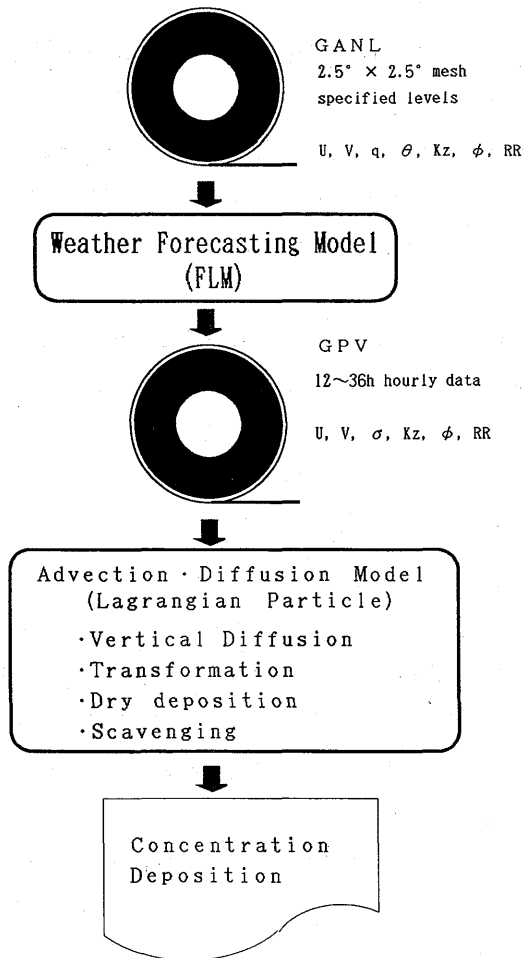 GANL
2.5° × 2.5° mesh
specified levels
U, V, q, θ, Kz, φ, RR
Weather Forecasting Model
(FLM)
GPV
12～36h hourly data
U, V, σ, Kz, φ, RR
Advection・Diffusion Model
(Lagrangian Particle)
・Vertical Diffusion
・Transformation
・Dry deposition
・Scavenging
Concentration
Deposition